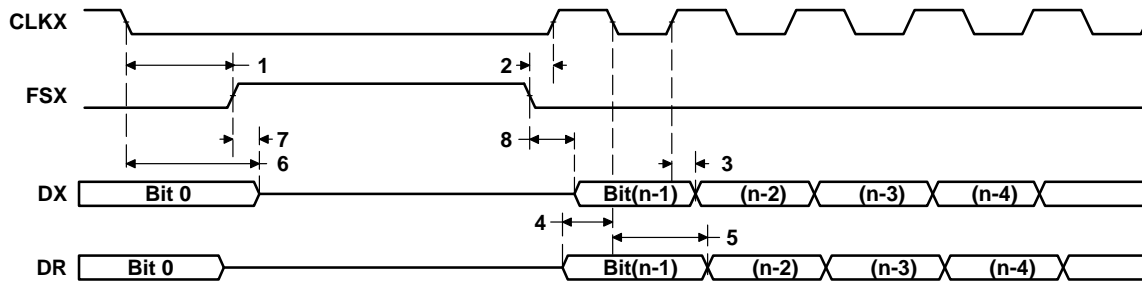 CLKX
1
2
FSX
7
8
6
3
DX
Bit 0
Bit(n-1)
(n-2)
(n-3)
(n-4)
4
5
DR
Bit 0
Bit(n-1)
(n-2)
(n-3)
(n-4)